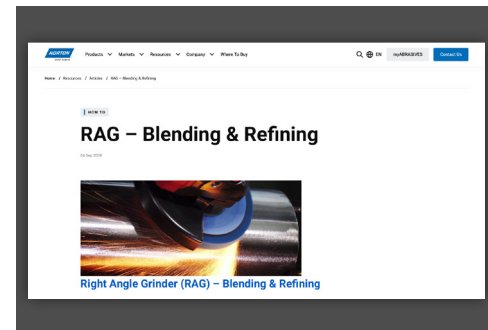 NORTON
Products Markets Resources Company Where To Buy
EN
myABRASIVES
Contact Us
Home / Resources / Articles / RAG – Blending & Refining
HOW TO
RAG – Blending & Refining
Right Angle Grinder (RAG) – Blending & Refining